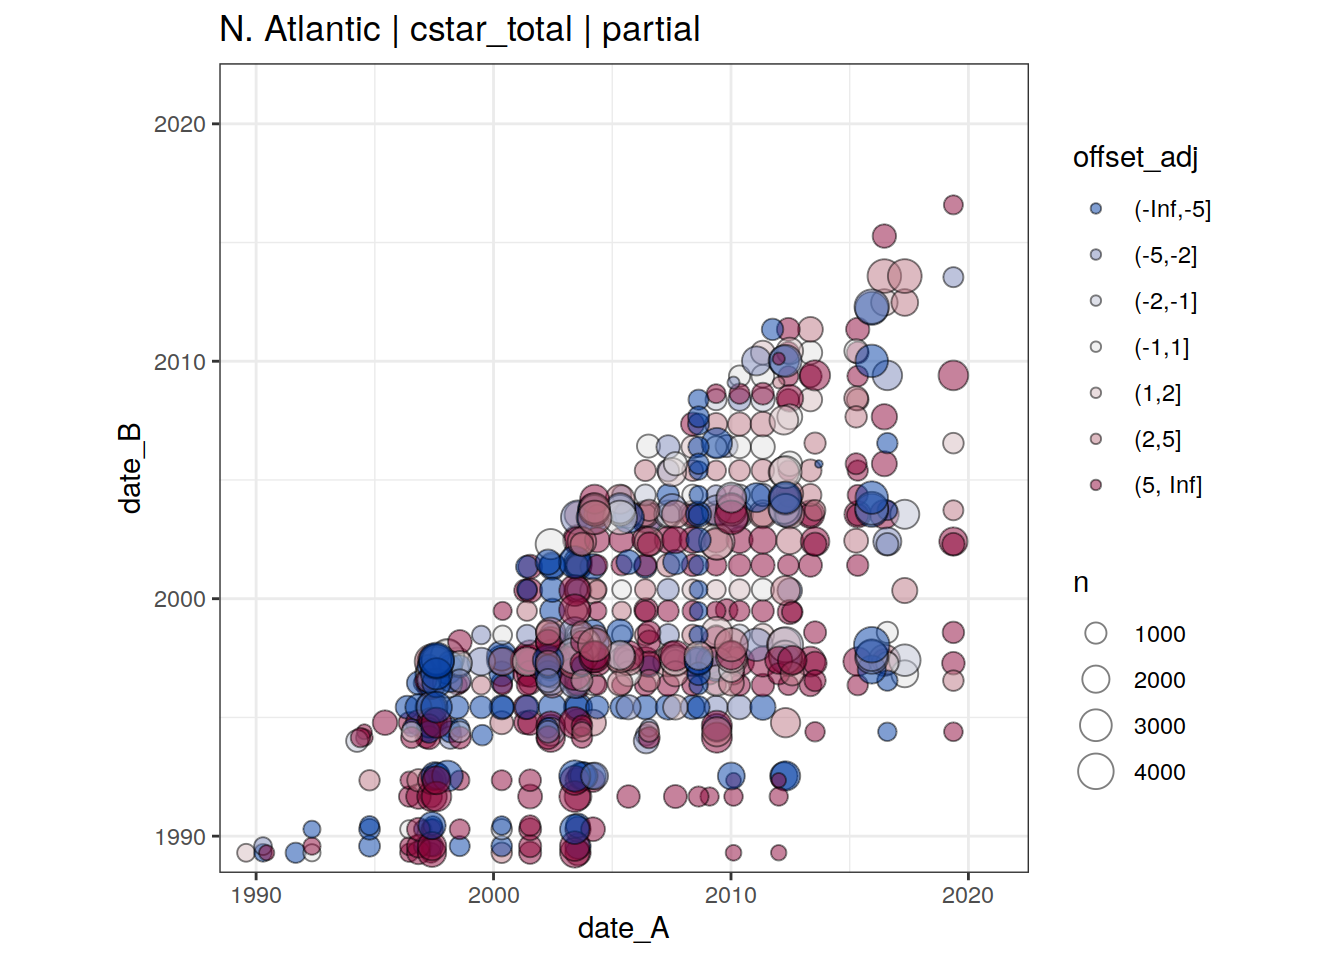 N. Atlantic | cstar_total | partial
2020
2010
2000
1990
1990
2000
2010
2020
date_A
date_B
offset_adj
(-Inf,-5]
(-5,-2]
(-2,-1]
(-1,1]
(1,2]
(2,5]
(5, Inf]
n
1000
2000
3000
4000